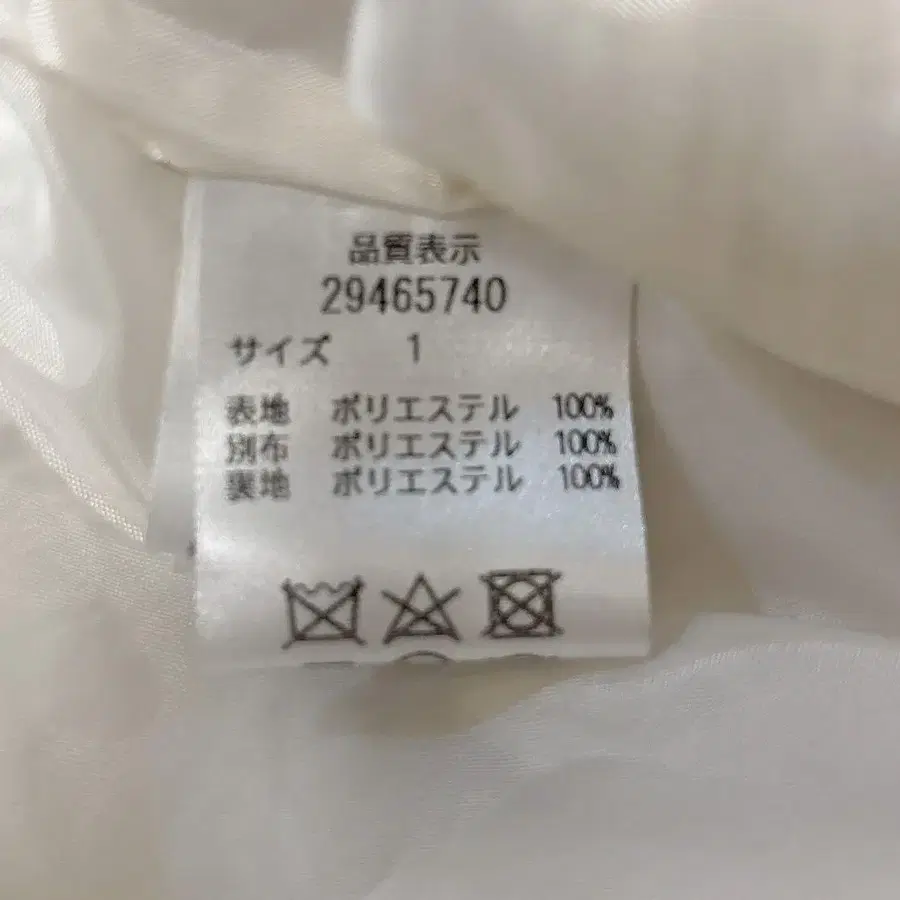 品質表示
29465740
サイズ 1
表地 ポリエステル 100%
別布 ポリエステル 100%
裏地 ポリエステル 100%